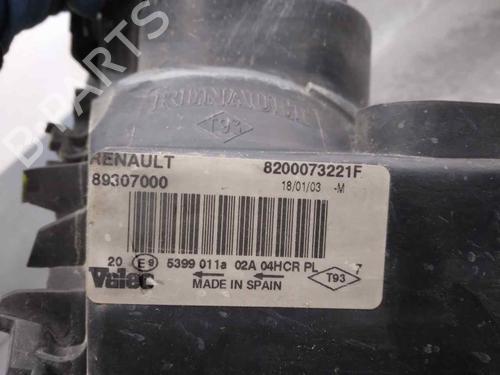 RENAULT
T93
RENAULT 8200073221F
89307000 18/01/03 -M
20 E9 5399 011a 02A 04HCR PL 7
Valeo MADE IN SPAIN T93
B-PARTS